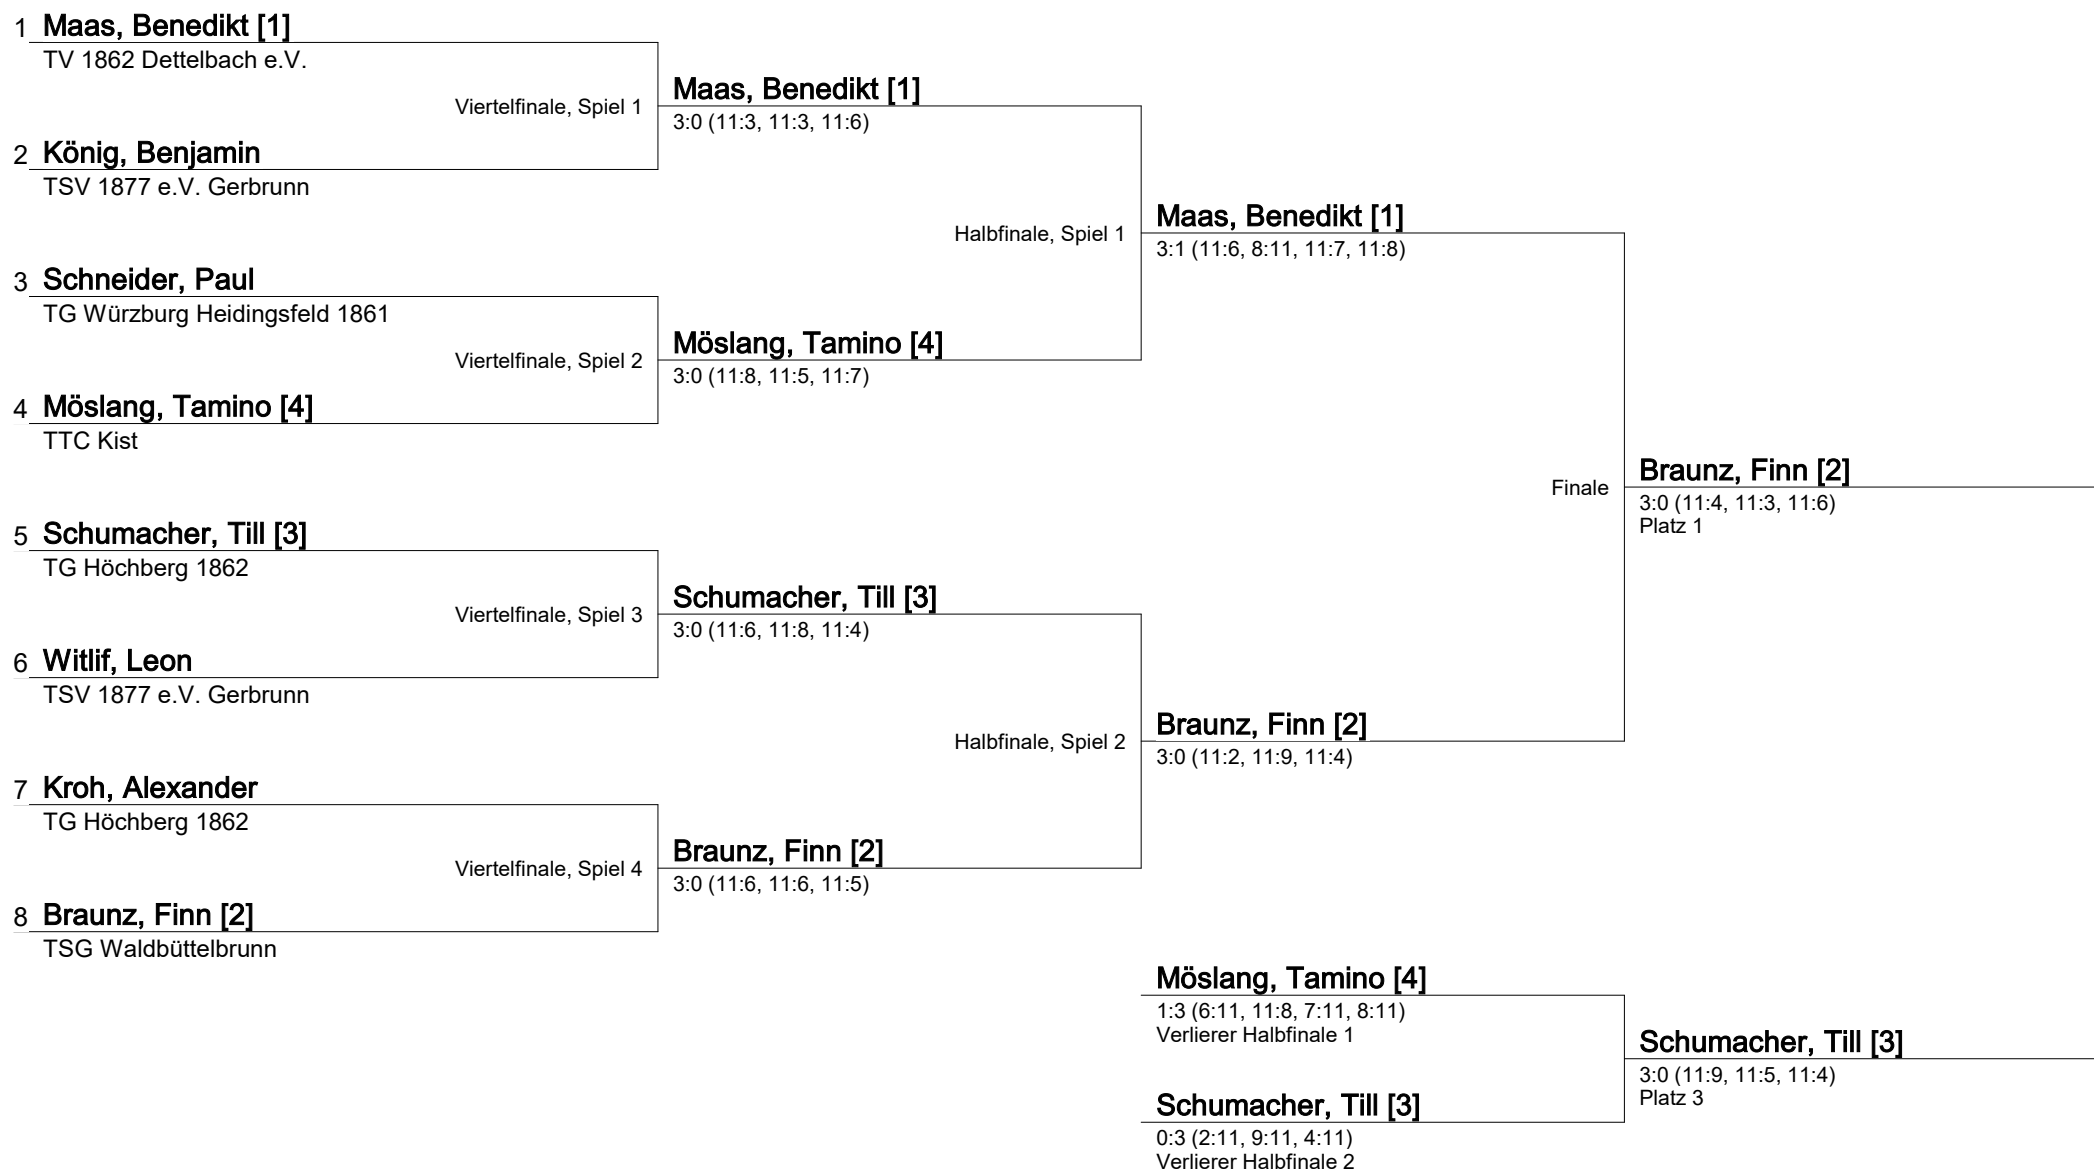 1 Maas, Benedikt [1]
TV 1862 Dettelbach e.V.
Viertelfinale, Spiel 1
Maas, Benedikt [1]
3:0 (11:3, 11:3, 11:6)
2 König, Benjamin
TSV 1877 e.V. Gerbrunn
Halbfinale, Spiel 1
Maas, Benedikt [1]
3:1 (11:6, 8:11, 11:7, 11:8)
3 Schneider, Paul
TG Würzburg Heidingsfeld 1861
Viertelfinale, Spiel 2
Möslang, Tamino [4]
3:0 (11:8, 11:5, 11:7)
4 Möslang, Tamino [4]
TTC Kist
Finale
Braunz, Finn [2]
3:0 (11:4, 11:3, 11:6)
Platz 1
5 Schumacher, Till [3]
TG Höchberg 1862
Viertelfinale, Spiel 3
Schumacher, Till [3]
3:0 (11:6, 11:8, 11:4)
6 Witlif, Leon
TSV 1877 e.V. Gerbrunn
Halbfinale, Spiel 2
Braunz, Finn [2]
3:0 (11:2, 11:9, 11:4)
7 Kroh, Alexander
TG Höchberg 1862
Viertelfinale, Spiel 4
Braunz, Finn [2]
3:0 (11:6, 11:6, 11:5)
8 Braunz, Finn [2]
TSG Waldbüttelbrunn
Möslang, Tamino [4]
1:3 (6:11, 11:8, 7:11, 8:11)
Verlierer Halbfinale 1
Schumacher, Till [3]
3:0 (11:9, 11:5, 11:4)
Platz 3
Schumacher, Till [3]
0:3 (2:11, 9:11, 4:11)
Verlierer Halbfinale 2